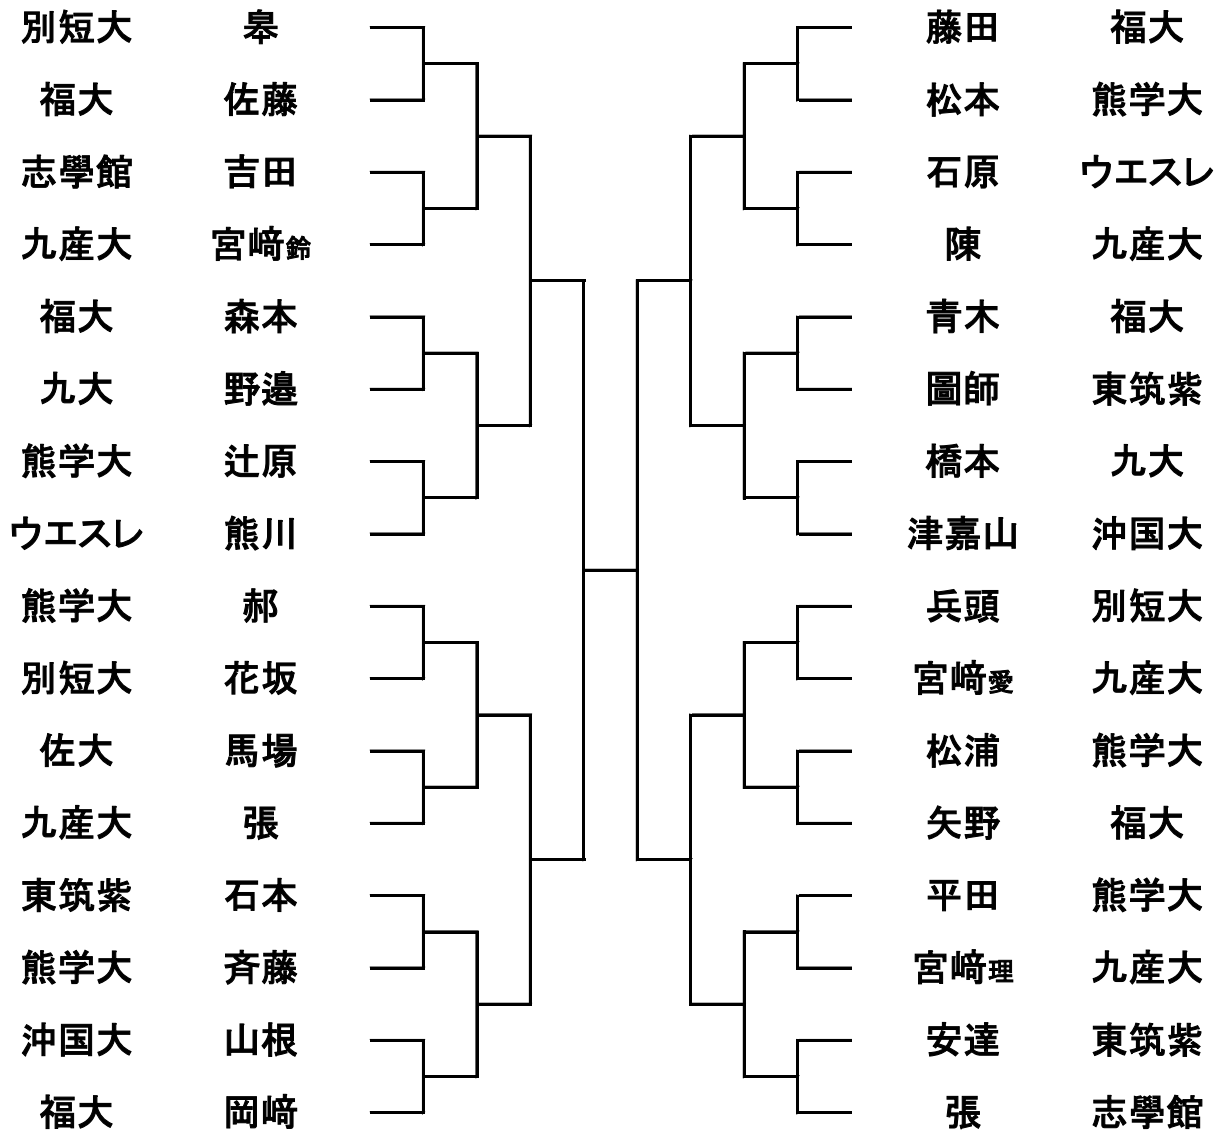 別短大 皋 藤田 福大
福大 佐藤 松本 熊学大
志學館 吉田 石原 ウエスレ
九産大 宮﨑鈴 陳 九産大
福大 森本 青木 福大
九大 野邉 圖師 東筑紫
熊学大 辻原 橋本 九大
ウエスレ 熊川 津嘉山 沖国大
熊学大 郝 兵頭 別短大
別短大 花坂 宮﨑愛 九産大
佐大 馬場 松浦 熊学大
九産大 張 矢野 福大
東筑紫 石本 平田 熊学大
熊学大 斉藤 宮﨑理 九産大
沖国大 山根 安達 東筑紫
福大 岡﨑 張 志學館